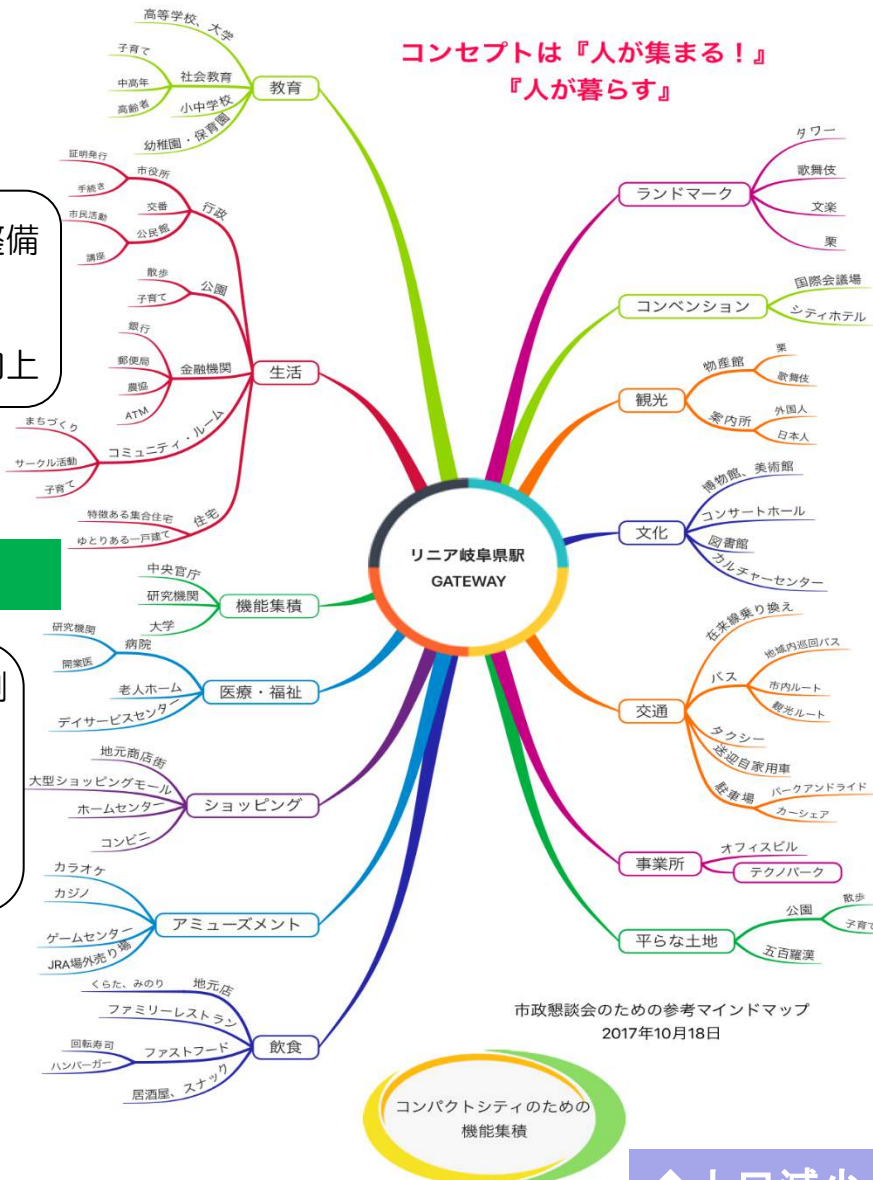 コンセプトは『人が集まる！』
『人が暮らす』
リニア岐阜県駅
GATEWAY
教育
高等学校、大学
社会教育
子育て
中高年
高齢者
小中学校
幼稚園・保育園
生活
行政
市役所
証明発行
手続き
交番
公民館
市民活動
講座
公園
散歩
子育て
金融機関
銀行
郵便局
農協
ATM
コミュニティ・ルーム
まちづくり
サークル活動
子育て
住宅
特徴ある集合住宅
ゆとりある一戸建て
機能集積
中央官庁
研究機関
大学
医療・福祉
病院
研究機関
開業医
老人ホーム
デイサービスセンター
ショッピング
地元商店街
大型ショッピングモール
ホームセンター
コンビニ
アミューズメント
カラオケ
カジノ
ゲームセンター
JRA場外売り場
飲食
地元店
くらた、みのり
ファミリーレストラン
ファストフード
回転寿司
ハンバーガー
居酒屋、スナック
ランドマーク
タワー
歌舞伎
文楽
栗
コンベンション
国際会議場
シティホテル
観光
物産館
栗
歌舞伎
案内所
外国人
日本人
文化
博物館、美術館
コンサートホール
図書館
カルチャーセンター
交通
在来線乗り換え
バス
地域内巡回バス
市内ルート
観光ルート
タクシー
送迎自家用車
駐車場
パークアンドライド
カーシェア
事業所
オフィスビル
テクノパーク
平らな土地
公園
散歩
子育て
五百羅漢
市政懇談会のための参考マインドマップ
2017年10月18日
コンパクトシティのための
機能集積
整備
向上
◆人口減少